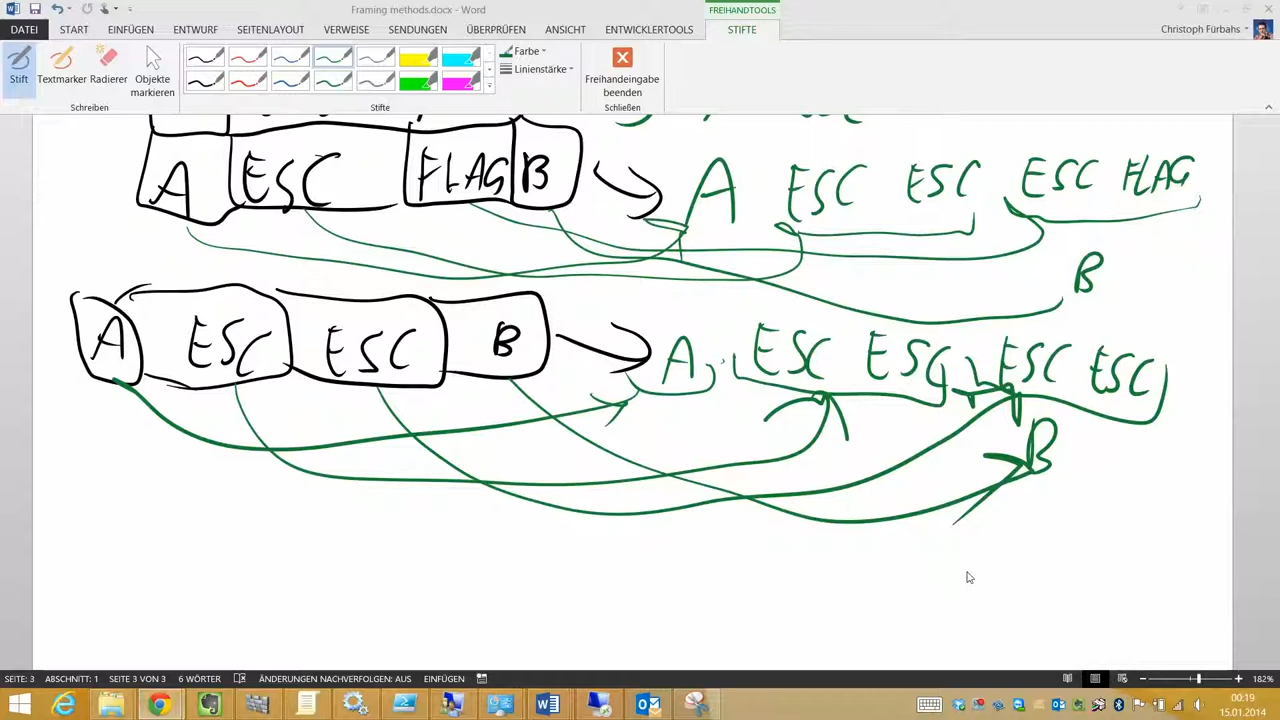 Framing methods.docx - Word
FREIHANDTOOLS
DATEI START EINFÜGEN ENTWURF SEITENLAYOUT VERWEISE SENDUNGEN ÜBERPRÜFEN ANSICHT ENTWICKLERTOOLS STIFTE Christoph Fürbahs
Stift Textmarker Radierer Objekte markieren
Farbe
Linienstärke
Freihandeingabe beenden
Schreiben Stifte Schließen
A ESC FLAG B A ESC ESC ESC FLAG
B
A ESC ESC B A ESC ESC ESC ESC
B
SEITE: 3 ABSCHNITT: 1 SEITE 3 VON 3 6 WÖRTER ÄNDERUNGEN NACHVERFOLGEN: AUS EINFÜGEN 182%
00:19
15.01.2014